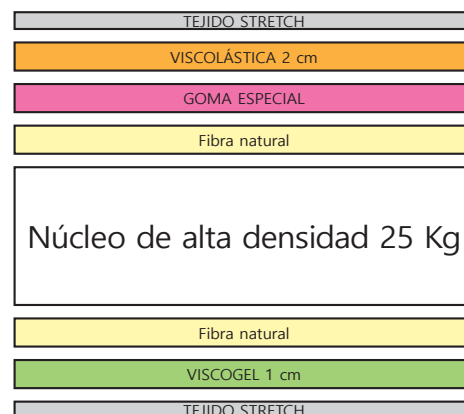 TEJIDO STRETCH
VISCOLÁSTICA 2 cm
GOMA ESPECIAL
Fibra natural
Núcleo de alta densidad 25 Kg
Fibra natural
VISCOGEL 1 cm
TEJIDO STRETCH